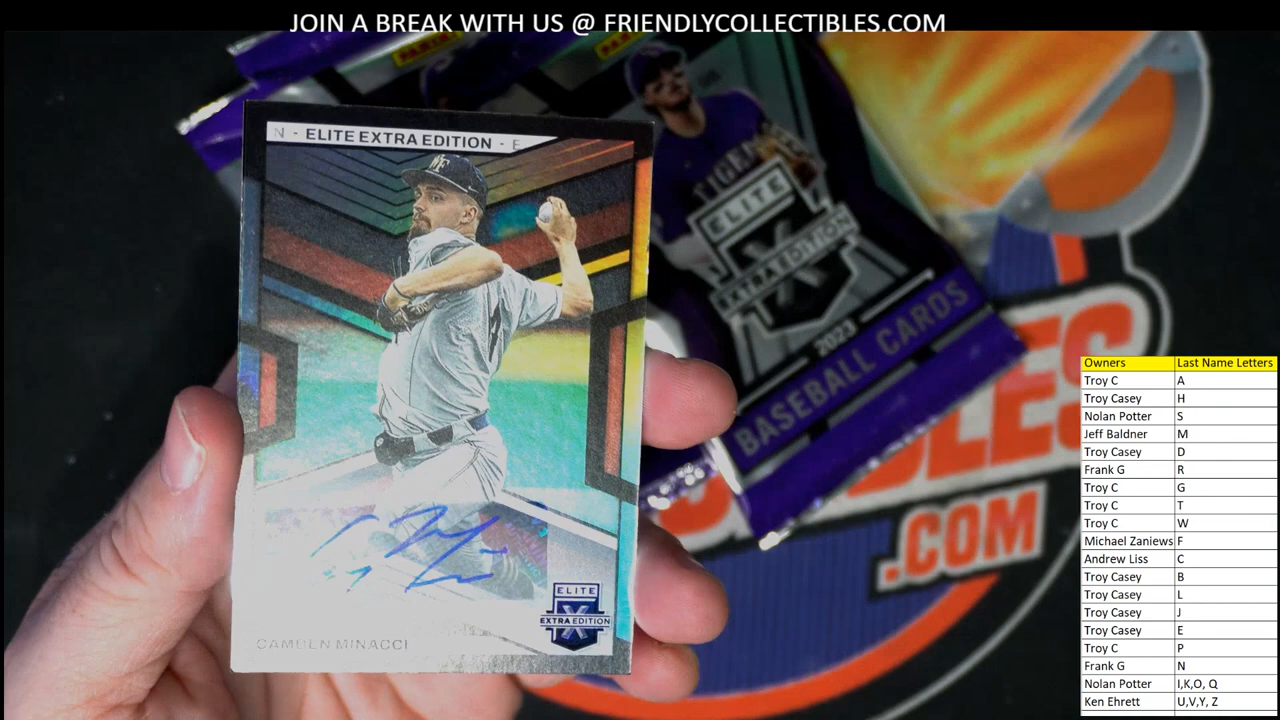 JOIN A BREAK WITH US @ FRIENDLYCOLLECTIBLES.COM
N - ELITE EXTRA EDITION - E
WF
CAMDEN MINACCI
ELITE
X
EXTRA EDITION
ELITE
X
EXTRA EDITION
2023
BASEBALL CARDS
.COM
Owners Last Name Letters
Troy C A
Troy Casey H
Nolan Potter S
Jeff Baldner M
Troy Casey D
Frank G R
Troy C G
Troy C T
Troy C W
Michael Zaniews F
Andrew Liss C
Troy Casey B
Troy Casey L
Troy Casey J
Troy Casey E
Troy C P
Frank G N
Nolan Potter I,K,O, Q
Ken Ehrett U,V,Y, Z